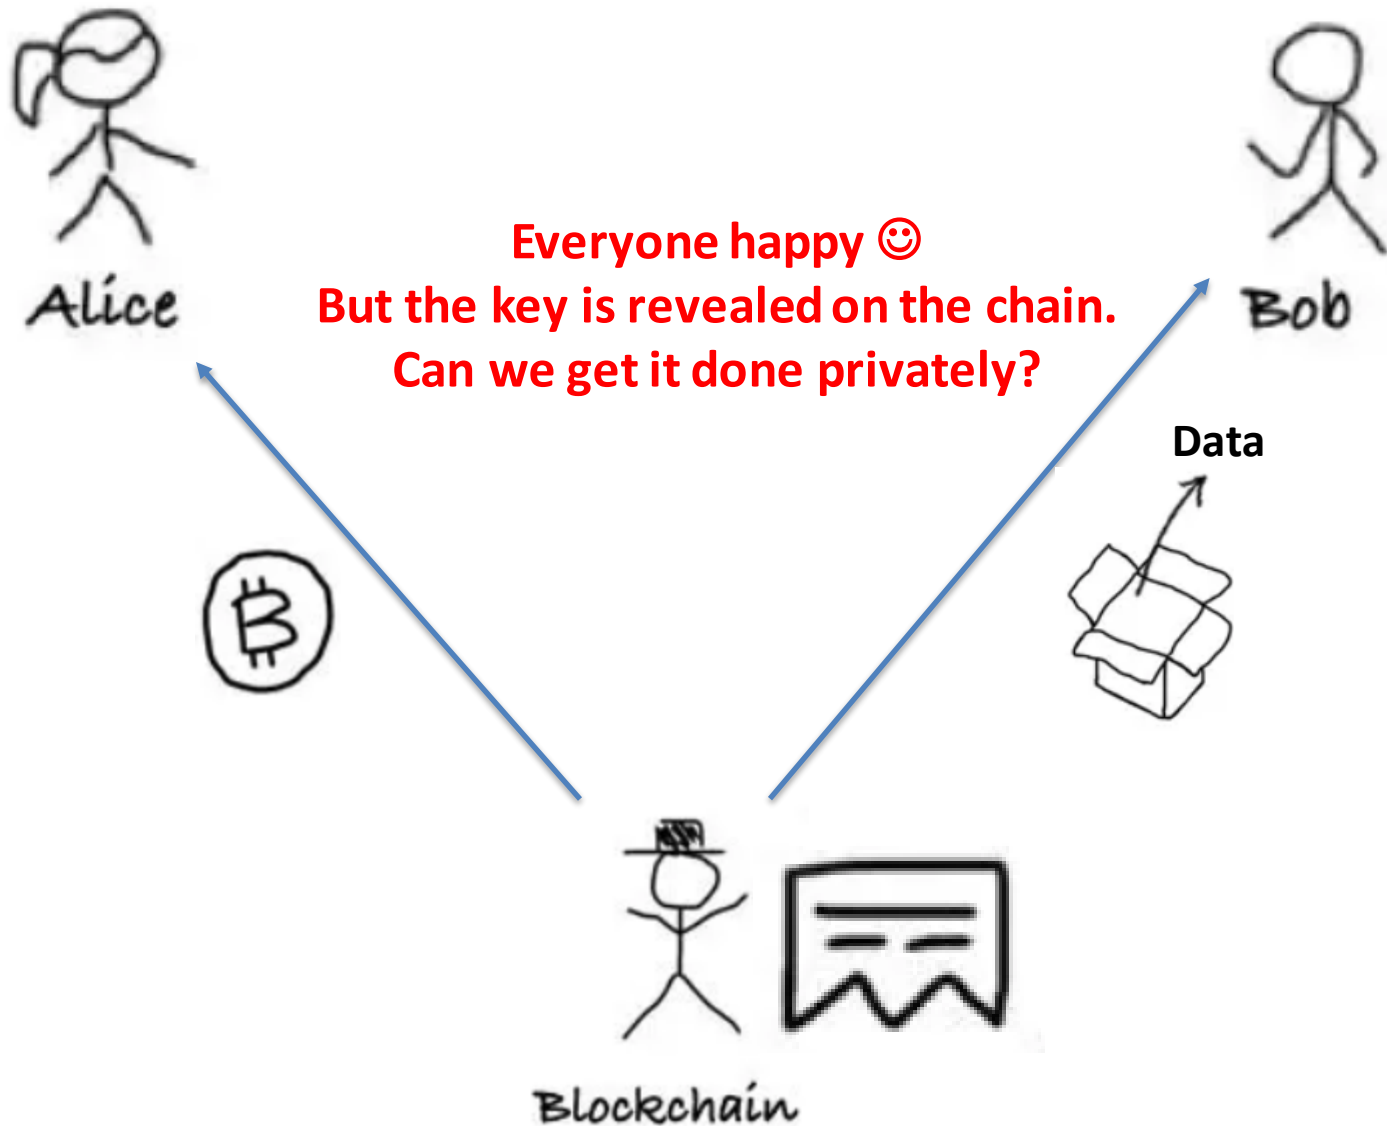 Everyone happy ☺
But the key is revealed on the chain.
Can we get it done privately?
Alice
Bob
Data
B
Blockchain